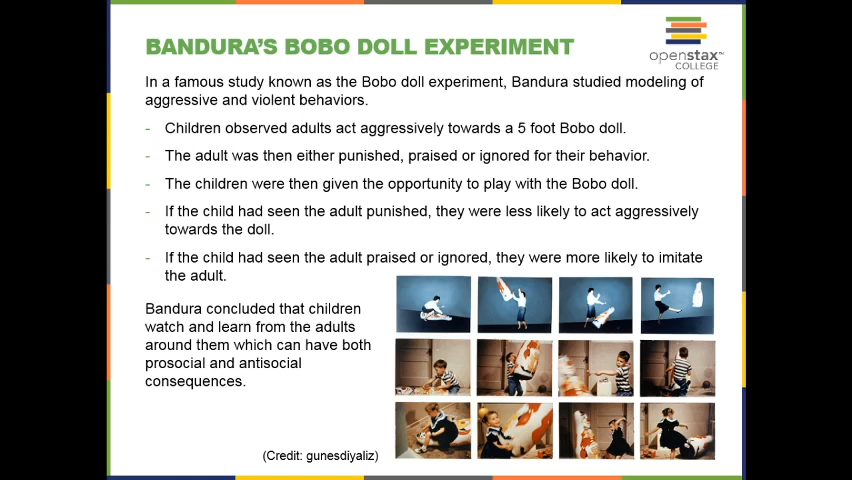 BANDURA'S BOBO DOLL EXPERIMENT
openstax™
COLLEGE
In a famous study known as the Bobo doll experiment, Bandura studied modeling of
aggressive and violent behaviors.
- Children observed adults act aggressively towards a 5 foot Bobo doll.
- The adult was then either punished, praised or ignored for their behavior.
- The children were then given the opportunity to play with the Bobo doll.
- If the child had seen the adult punished, they were less likely to act aggressively
towards the doll.
- If the child had seen the adult praised or ignored, they were more likely to imitate
the adult.
Bandura concluded that children
watch and learn from the adults
around them which can have both
prosocial and antisocial
consequences.
(Credit: gunesdiyaliz)